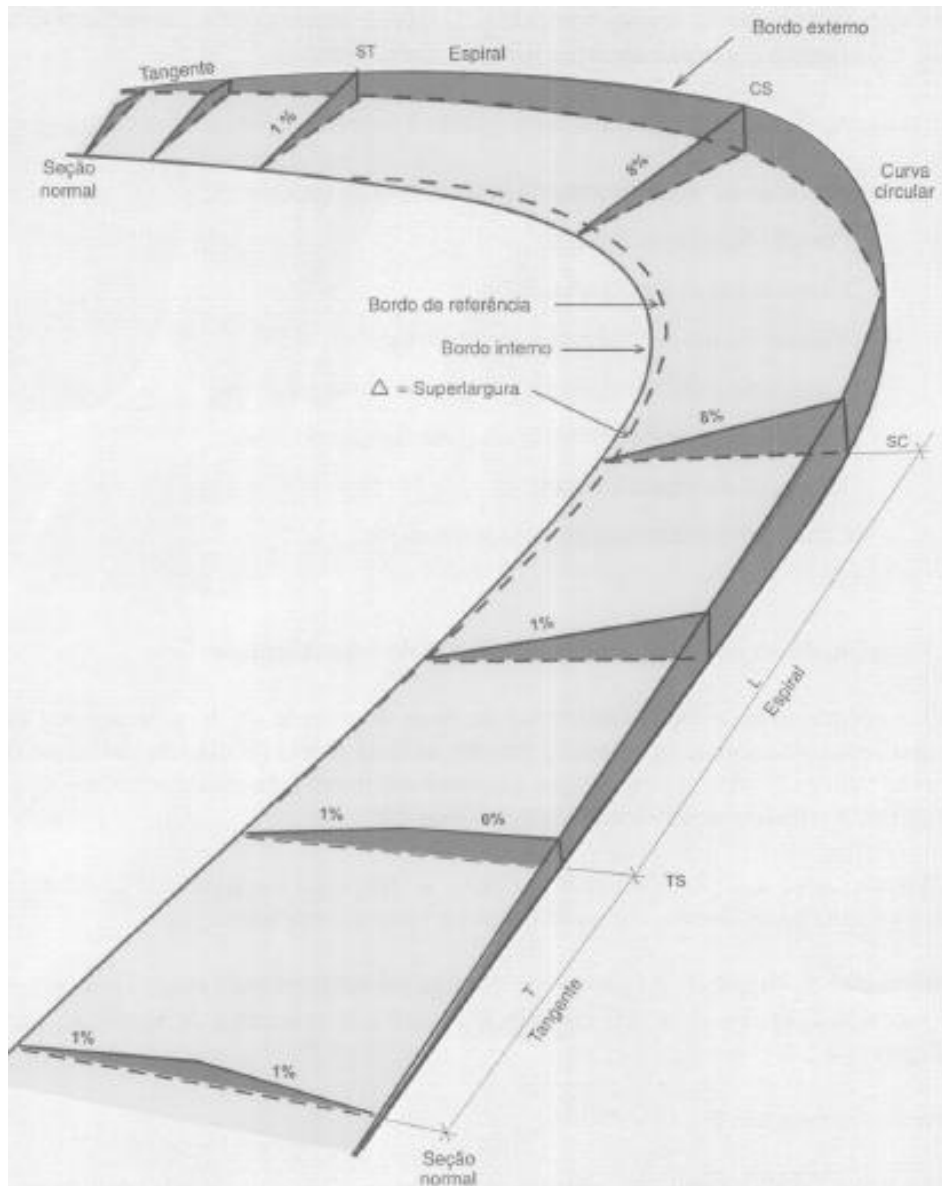 Bordo externo
ST
Espiral
Tangente
CS
1%
8%
Seção
normal
Curva
circular
Bordo de referência
Bordo interno
Δ = Superlargura
8%
SC
1%
L
Espiral
1%
0%
TS
T
Tangente
1%
1%
Seção
normal